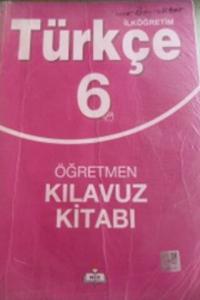 İLKÖĞRETİM
Türkçe
6
ÖĞRETMEN
KILAVUZ
KİTABI